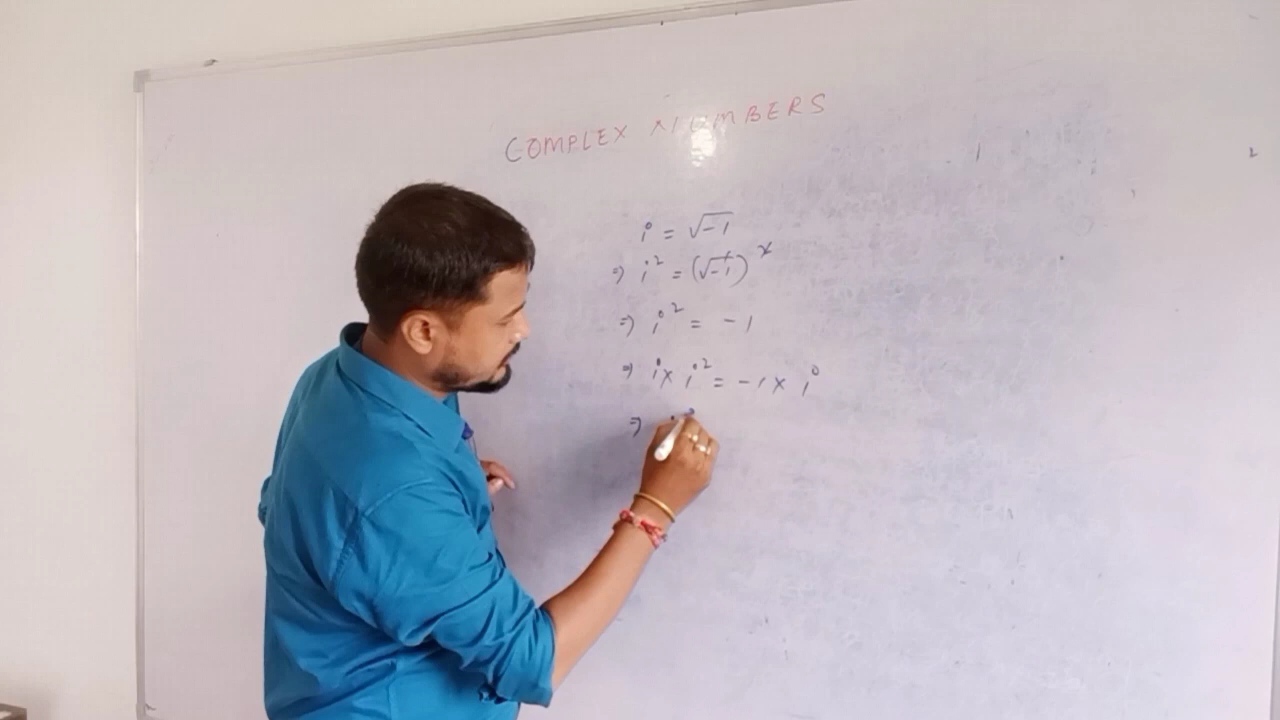 COMPLEX NUMBERS
i = √-1
⇒ i² = (√-1)²
⇒ i² = -1
⇒ i× i² = -1 × i
⇒